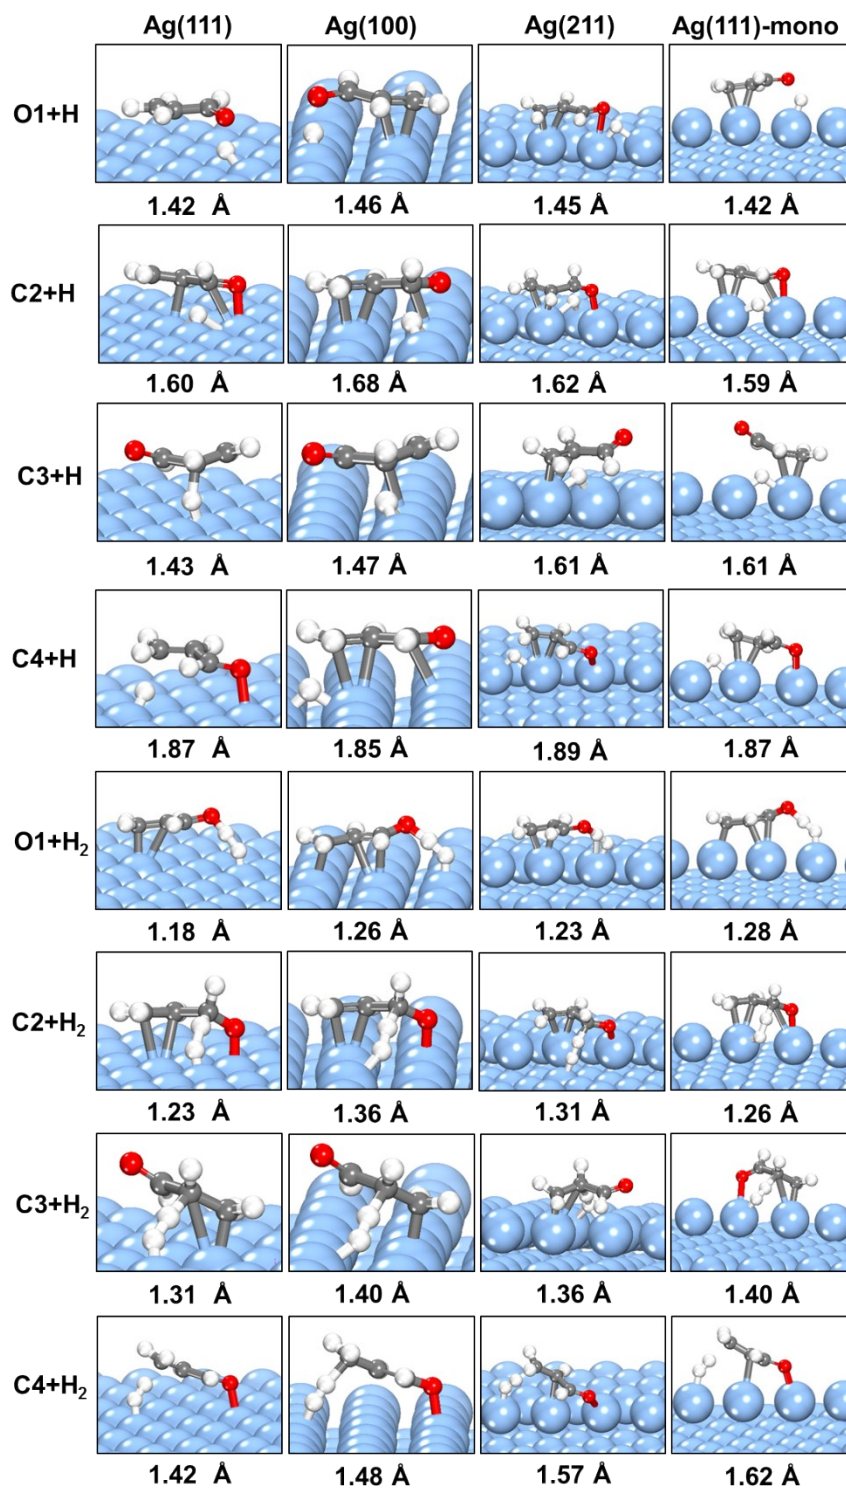 Ag(111) Ag(100) Ag(211) Ag(111)-mono
O1+H
1.42 Å 1.46 Å 1.45 Å 1.42 Å
C2+H
1.60 Å 1.68 Å 1.62 Å 1.59 Å
C3+H
1.43 Å 1.47 Å 1.61 Å 1.61 Å
C4+H
1.87 Å 1.85 Å 1.89 Å 1.87 Å
O1+H₂
1.18 Å 1.26 Å 1.23 Å 1.28 Å
C2+H₂
1.23 Å 1.36 Å 1.31 Å 1.26 Å
C3+H₂
1.31 Å 1.40 Å 1.36 Å 1.40 Å
C4+H₂
1.42 Å 1.48 Å 1.57 Å 1.62 Å